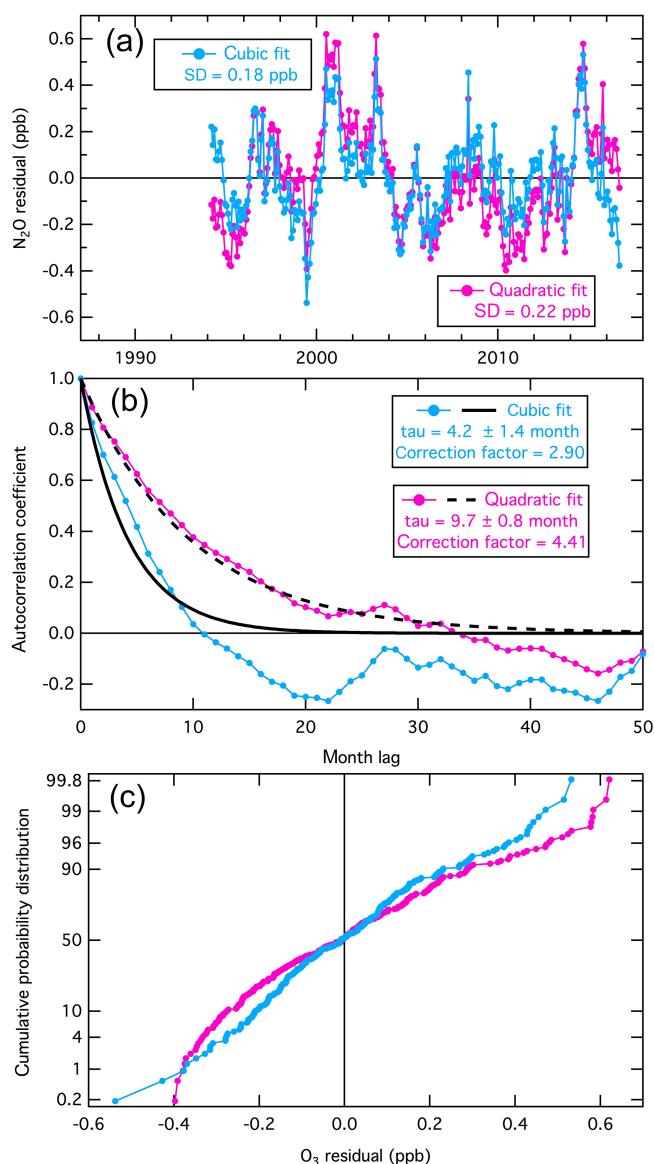 (a)
Cubic fit
SD = 0.18 ppb
0.6
0.4
0.2
0.0
-0.2
-0.4
-0.6
N₂O residual (ppb)
Quadratic fit
SD = 0.22 ppb
1990
2000
2010
(b)
1.0
0.8
0.6
0.4
0.2
0.0
-0.2
Autocorrelation coefficient
Cubic fit
tau = 4.2 ± 1.4 month
Correction factor = 2.90
Quadratic fit
tau = 9.7 ± 0.8 month
Correction factor = 4.41
0
10
20
30
40
50
Month lag
(c)
99.8
99
96
90
50
10
4
1
0.2
Cumulative probaibility distribution
-0.6
-0.4
-0.2
0.0
0.2
0.4
0.6
O₃ residual (ppb)